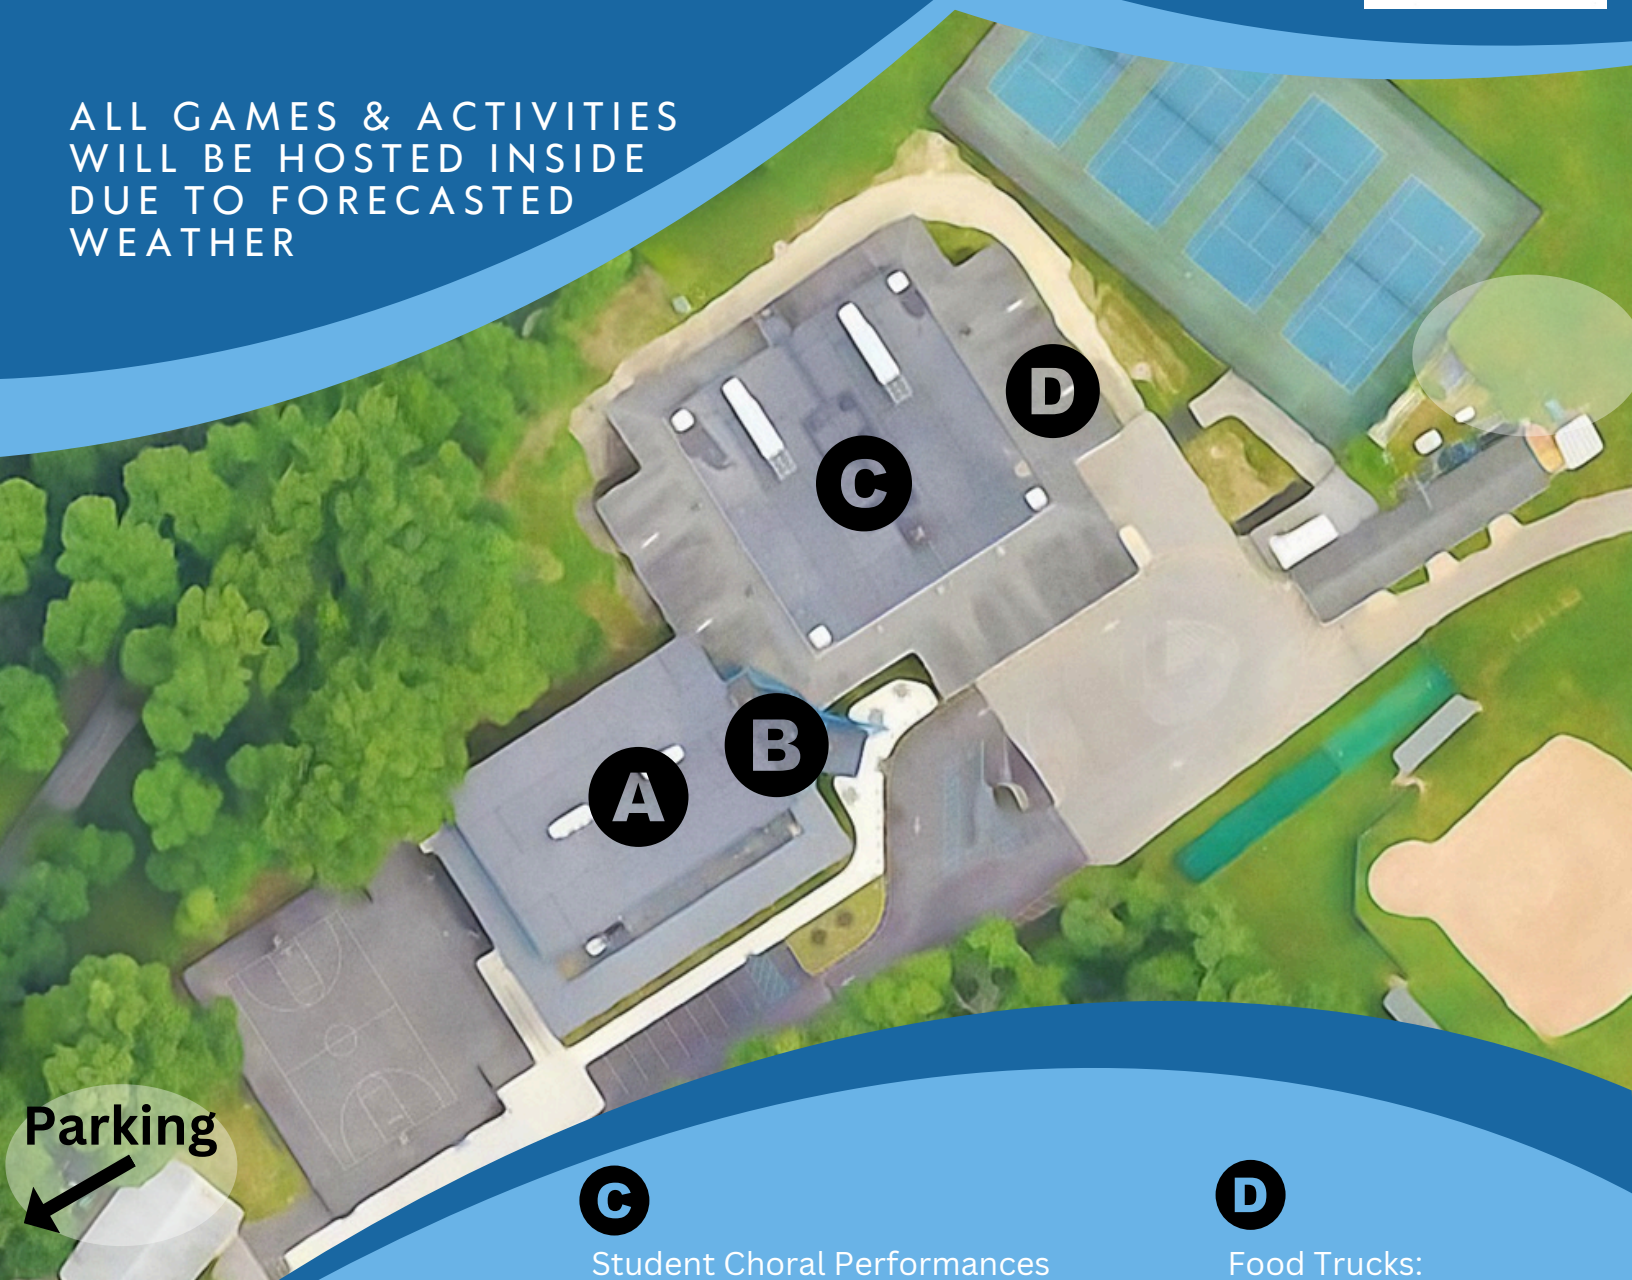 ALL GAMES & ACTIVITIES
WILL BE HOSTED INSIDE
DUE TO FORECASTED
WEATHER
D
C
B
A
Parking
C
D
Student Choral Performances
Food Trucks: